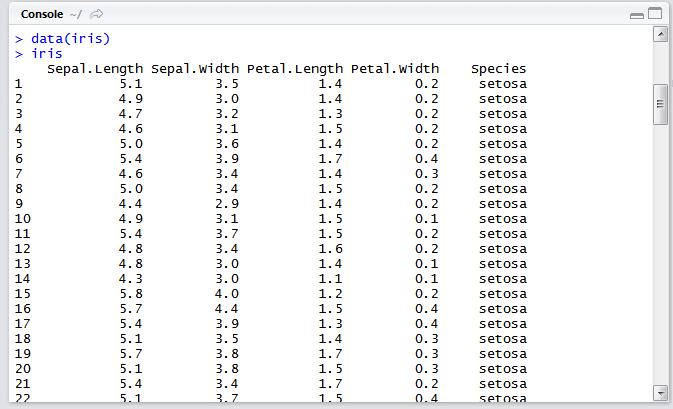 Console ~/
> data(iris)
> iris
Sepal.Length Sepal.Width Petal.Length Petal.Width Species
1 5.1 3.5 1.4 0.2 setosa
2 4.9 3.0 1.4 0.2 setosa
3 4.7 3.2 1.3 0.2 setosa
4 4.6 3.1 1.5 0.2 setosa
5 5.0 3.6 1.4 0.2 setosa
6 5.4 3.9 1.7 0.4 setosa
7 4.6 3.4 1.4 0.3 setosa
8 5.0 3.4 1.5 0.2 setosa
9 4.4 2.9 1.4 0.2 setosa
10 4.9 3.1 1.5 0.1 setosa
11 5.4 3.7 1.5 0.2 setosa
12 4.8 3.4 1.6 0.2 setosa
13 4.8 3.0 1.4 0.1 setosa
14 4.3 3.0 1.1 0.1 setosa
15 5.8 4.0 1.2 0.2 setosa
16 5.7 4.4 1.5 0.4 setosa
17 5.4 3.9 1.3 0.4 setosa
18 5.1 3.5 1.4 0.3 setosa
19 5.7 3.8 1.7 0.3 setosa
20 5.1 3.8 1.5 0.3 setosa
21 5.4 3.4 1.7 0.2 setosa
22 5.1 3.7 1.5 0.4 setosa